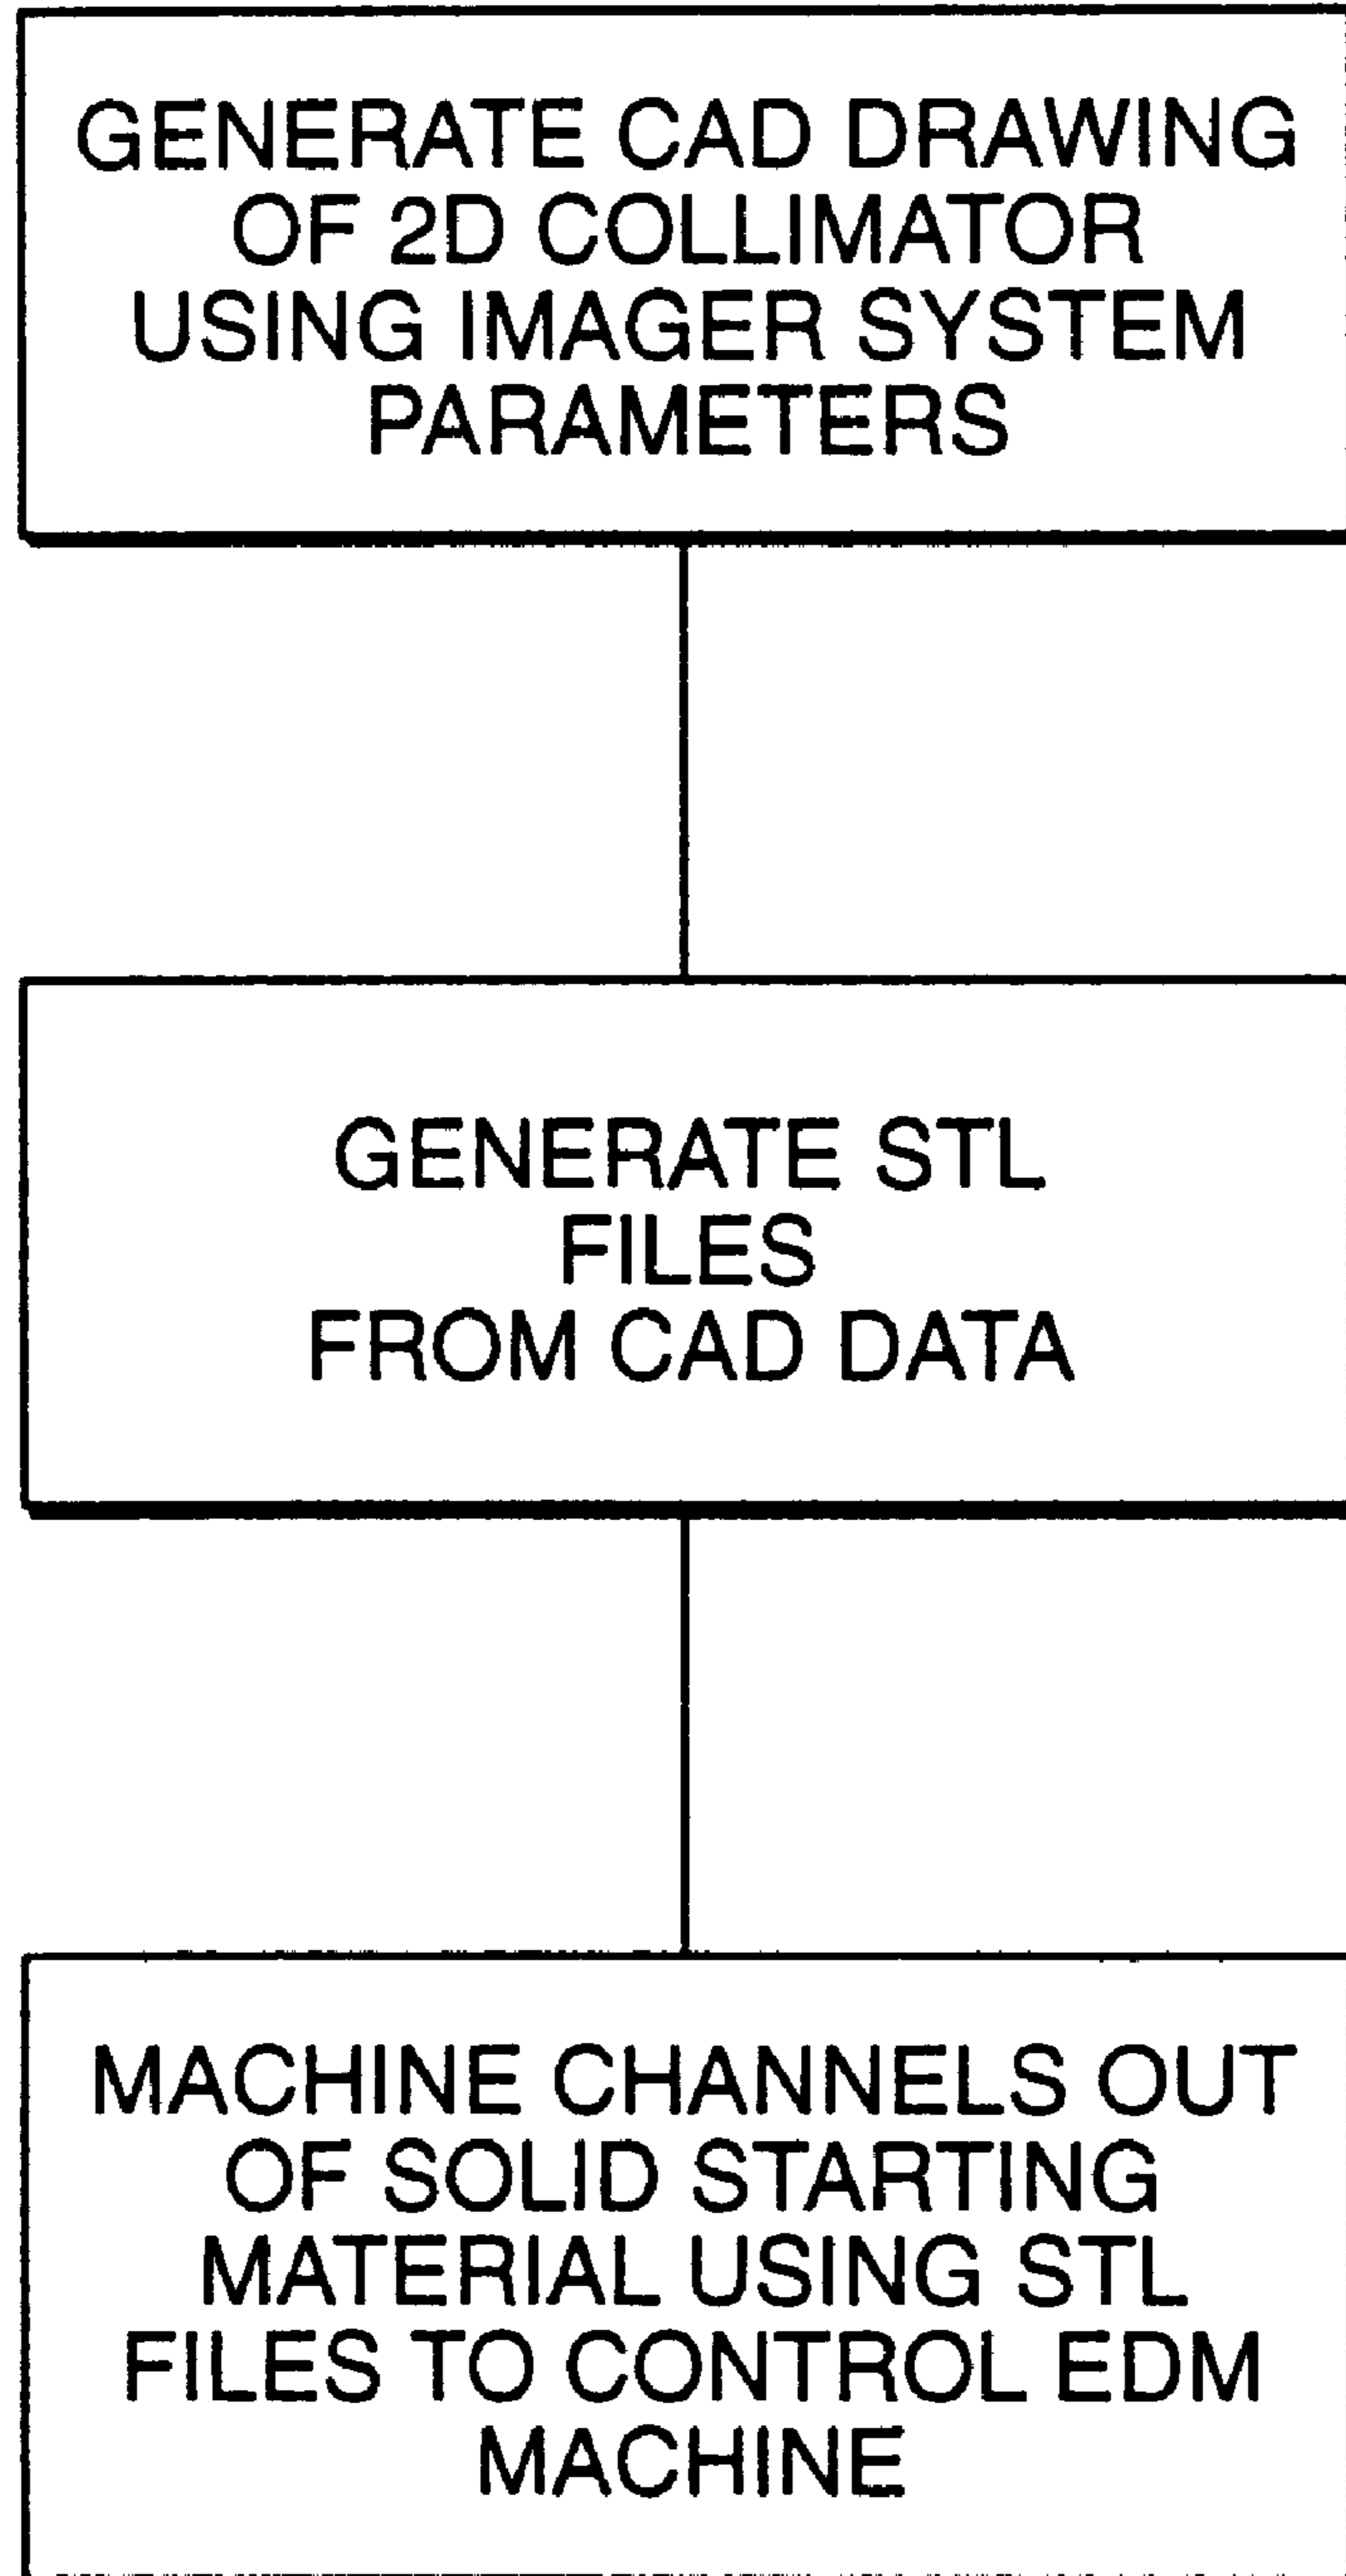 GENERATE CAD DRAWING
OF 2D COLLIMATOR
USING IMAGER SYSTEM
PARAMETERS
GENERATE STL
FILES
FROM CAD DATA
MACHINE CHANNELS OUT
OF SOLID STARTING
MATERIAL USING STL
FILES TO CONTROL EDM
MACHINE